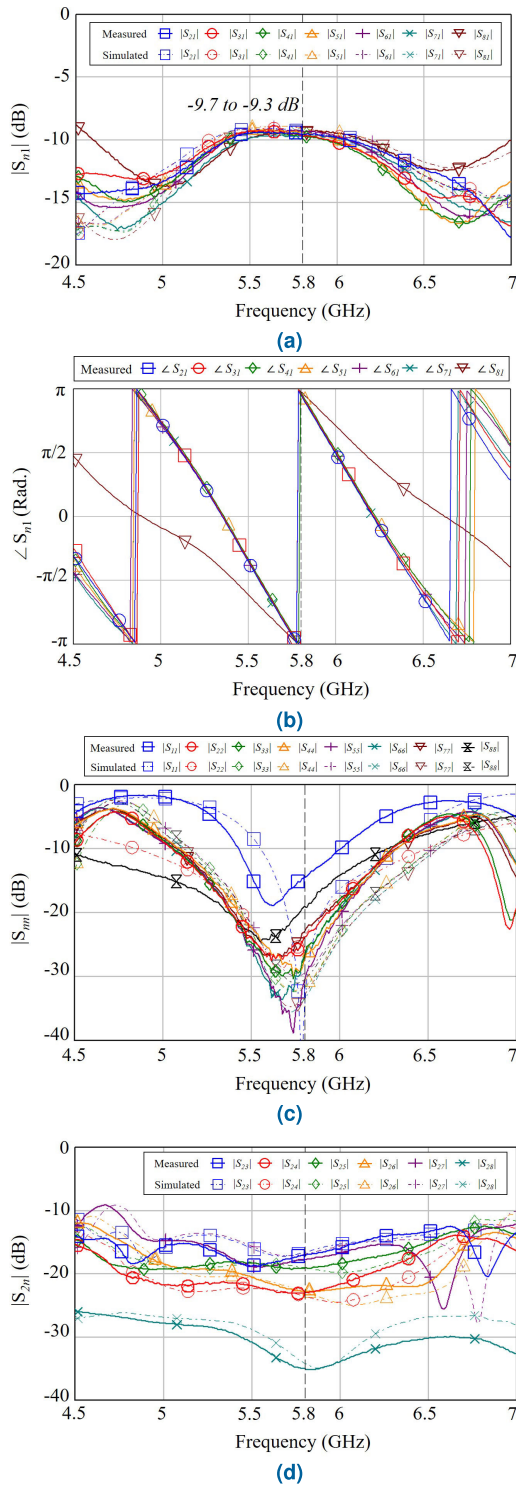 Measured |S21| |S31| |S41| |S51| |S61| |S71| |S81|
Simulated |S21| |S31| |S41| |S51| |S61| |S71| |S81|
-9.7 to -9.3 dB
|Sn1| (dB)
0
-5
-10
-15
-20
4.5 5 5.5 5.8 6 6.5 7
Frequency (GHz)
(a)
Measured ∠ S21 ∠ S31 ∠ S41 ∠ S51 ∠ S61 ∠ S71 ∠ S81
∠ Sn1 (Rad.)
π
π/2
0
-π/2
-π
4.5 5 5.5 5.8 6 6.5 7
Frequency (GHz)
(b)
Measured |S11| |S22| |S33| |S44| |S55| |S66| |S77| |S88|
Simulated |S11| |S22| |S33| |S44| |S55| |S66| |S77| |S88|
|Snn| (dB)
0
-10
-20
-30
-40
4.5 5 5.5 5.8 6 6.5 7
Frequency (GHz)
(c)
Measured |S23| |S24| |S25| |S26| |S27| |S28|
Simulated |S23| |S24| |S25| |S26| |S27| |S28|
|S2n| (dB)
0
-10
-20
-30
-40
4.5 5 5.5 5.8 6 6.5 7
Frequency (GHz)
(d)